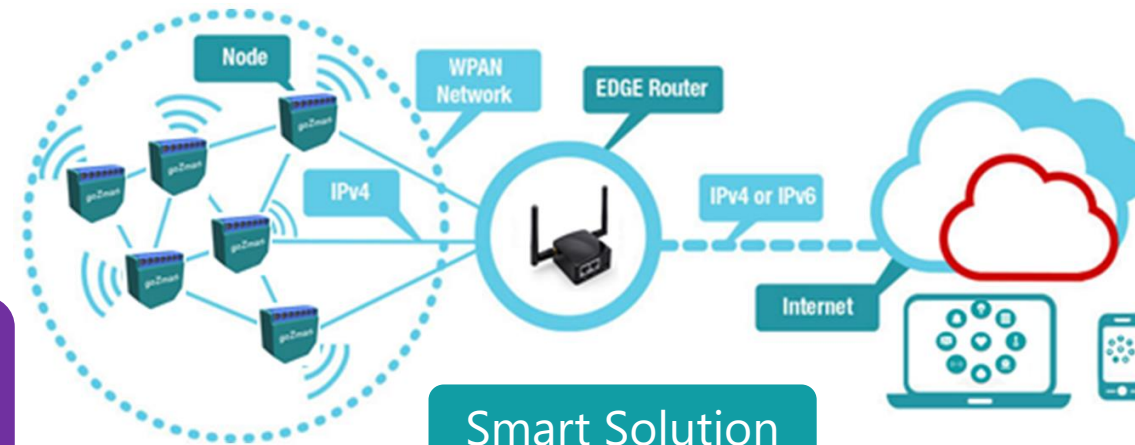 Node
WPAN
Network
EDGE Router
IPv4
IPv4 or IPv6
Internet
Smart Solution